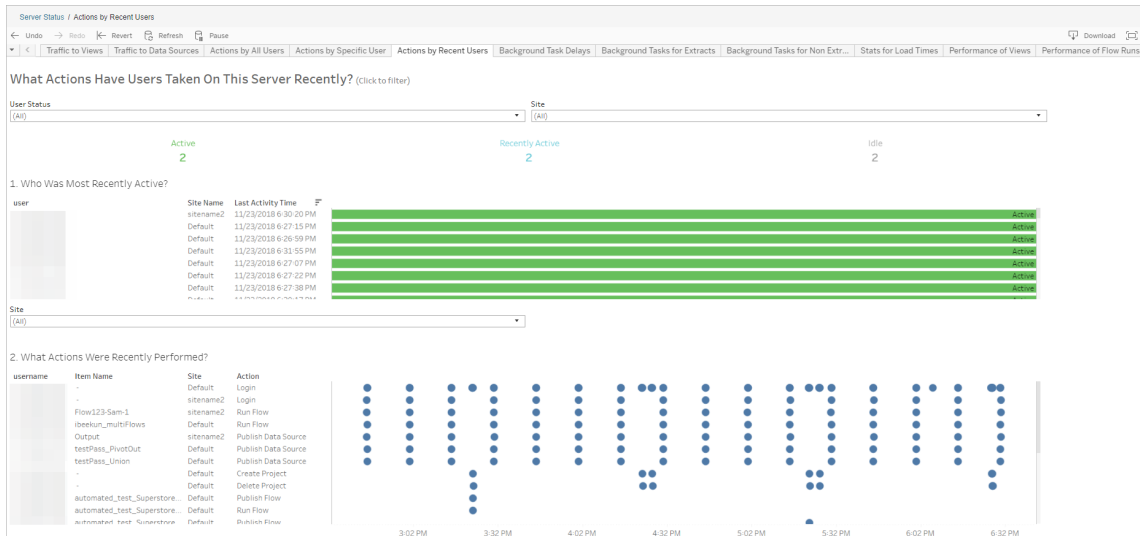 Server Status / Actions by Recent Users
Undo Redo Revert Refresh Pause Download
Traffic to Views Traffic to Data Sources Actions by All Users Actions by Specific User Actions by Recent Users Background Task Delays Background Tasks for Extracts Background Tasks for Non Extr... Stats for Load Times Performance of Views Performance of Flow Runs
What Actions Have Users Taken On This Server Recently? (Click to filter)
User Status Site
(All) (All)
Active Recently Active Idle
2 2 2
1. Who Was Most Recently Active?
user Site Name Last Activity Time
sitename2 11/23/2018 6:30:20 PM Active
Default 11/23/2018 6:27:15 PM Active
Default 11/23/2018 6:26:59 PM Active
Default 11/23/2018 6:31:55 PM Active
Default 11/23/2018 6:27:07 PM Active
Default 11/23/2018 6:27:22 PM Active
Default 11/23/2018 6:27:38 PM Active
Site
(All)
2. What Actions Were Recently Performed?
username Item Name Site Action
- Default Login
- sitename2 Login
Flow123-Sam-1 sitename2 Run Flow
ibeekun_multiFlows Default Run Flow
Output sitename2 Publish Data Source
testPass_PivotOut Default Publish Data Source
testPass_Union Default Publish Data Source
- Default Create Project
- Default Delete Project
automated_test_Superstore... Default Publish Flow
automated_test_Superstore... Default Run Flow
automated_test_Superstore... Default Publish Flow
3:02 PM 3:32 PM 4:02 PM 4:32 PM 5:02 PM 5:32 PM 6:02 PM 6:32 PM